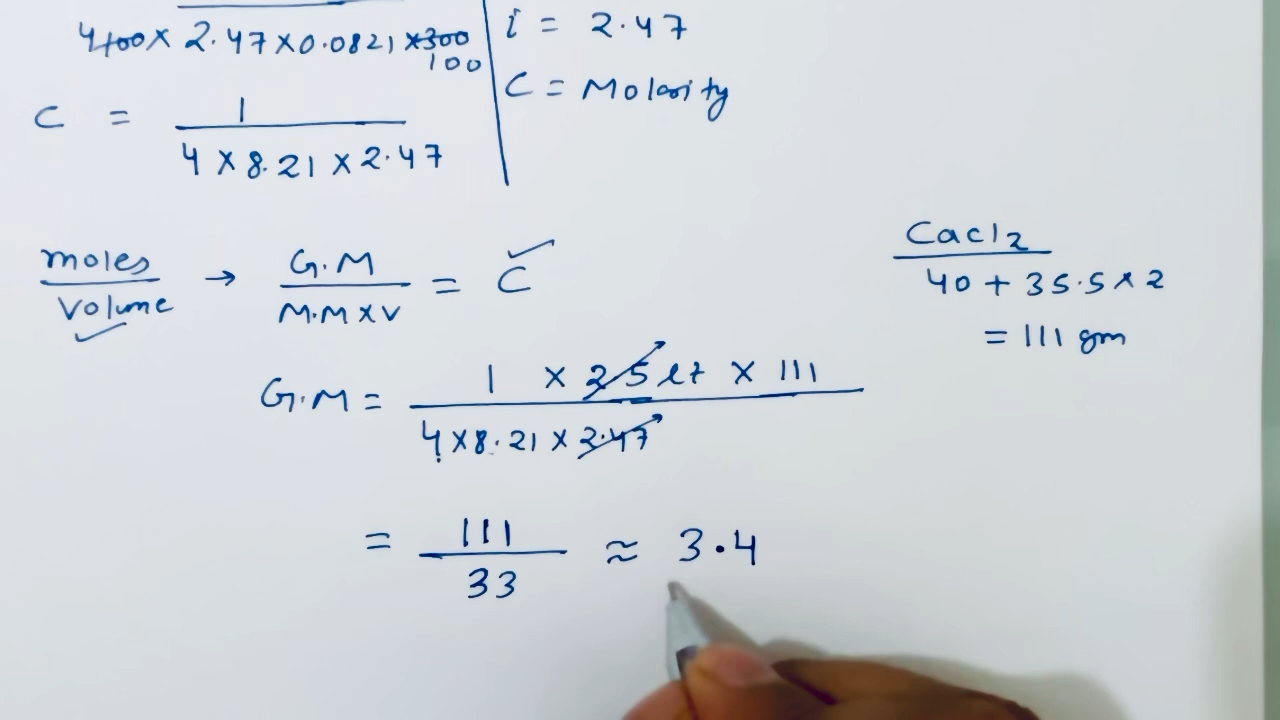 4100 × 2.47 × 0.0821 × 300
100
i = 2.47
C = Molarity
C = 1
4 × 8.21 × 2.47
moles
Volume
→ G.M
M.M × V
= C
CaCl2
40 + 35.5 × 2
= 111 gm
G.M = 1 × 2.5 lt × 111
4 × 8.21 × 2.47
= 111
33
≈ 3.4